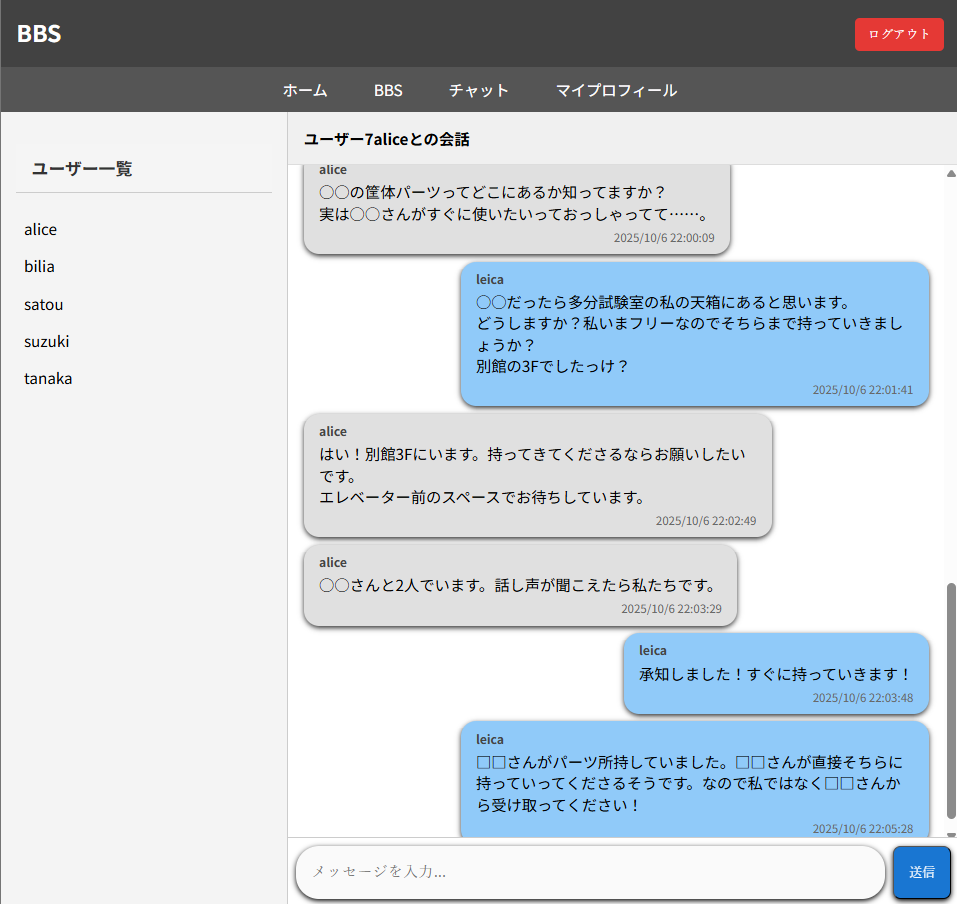 BBS
ログアウト
ホーム
BBS
チャット
マイプロフィール
ユーザー一覧
alice
bilia
satou
suzuki
tanaka
ユーザー7aliceとの会話
alice
〇〇の筐体パーツってどこにあるか知ってますか？
実は〇〇さんがすぐに使いたいっておっしゃってて……。
2025/10/6 22:00:09
leica
〇〇だったら多分試験室の私の天箱にあると思います。
どうしますか？私いまフリーなのでそちらまで持っていきまし
ょうか？
別館の3Fでしたっけ？
2025/10/6 22:01:41
alice
はい！別館3Fにいます。持ってきてくださるならお願いしたい
です。
エレベーター前のスペースでお待ちしています。
2025/10/6 22:02:49
alice
〇〇さんと2人でいます。話し声が聞こえたら私たちです。
2025/10/6 22:03:29
leica
承知しました！すぐに持っていきます！
2025/10/6 22:03:48
leica
□□さんがパーツ所持していました。□□さんが直接そちらに
持っていってくださるそうです。なので私ではなく□□さんか
ら受け取ってください！
2025/10/6 22:05:28
メッセージを入力...
送信